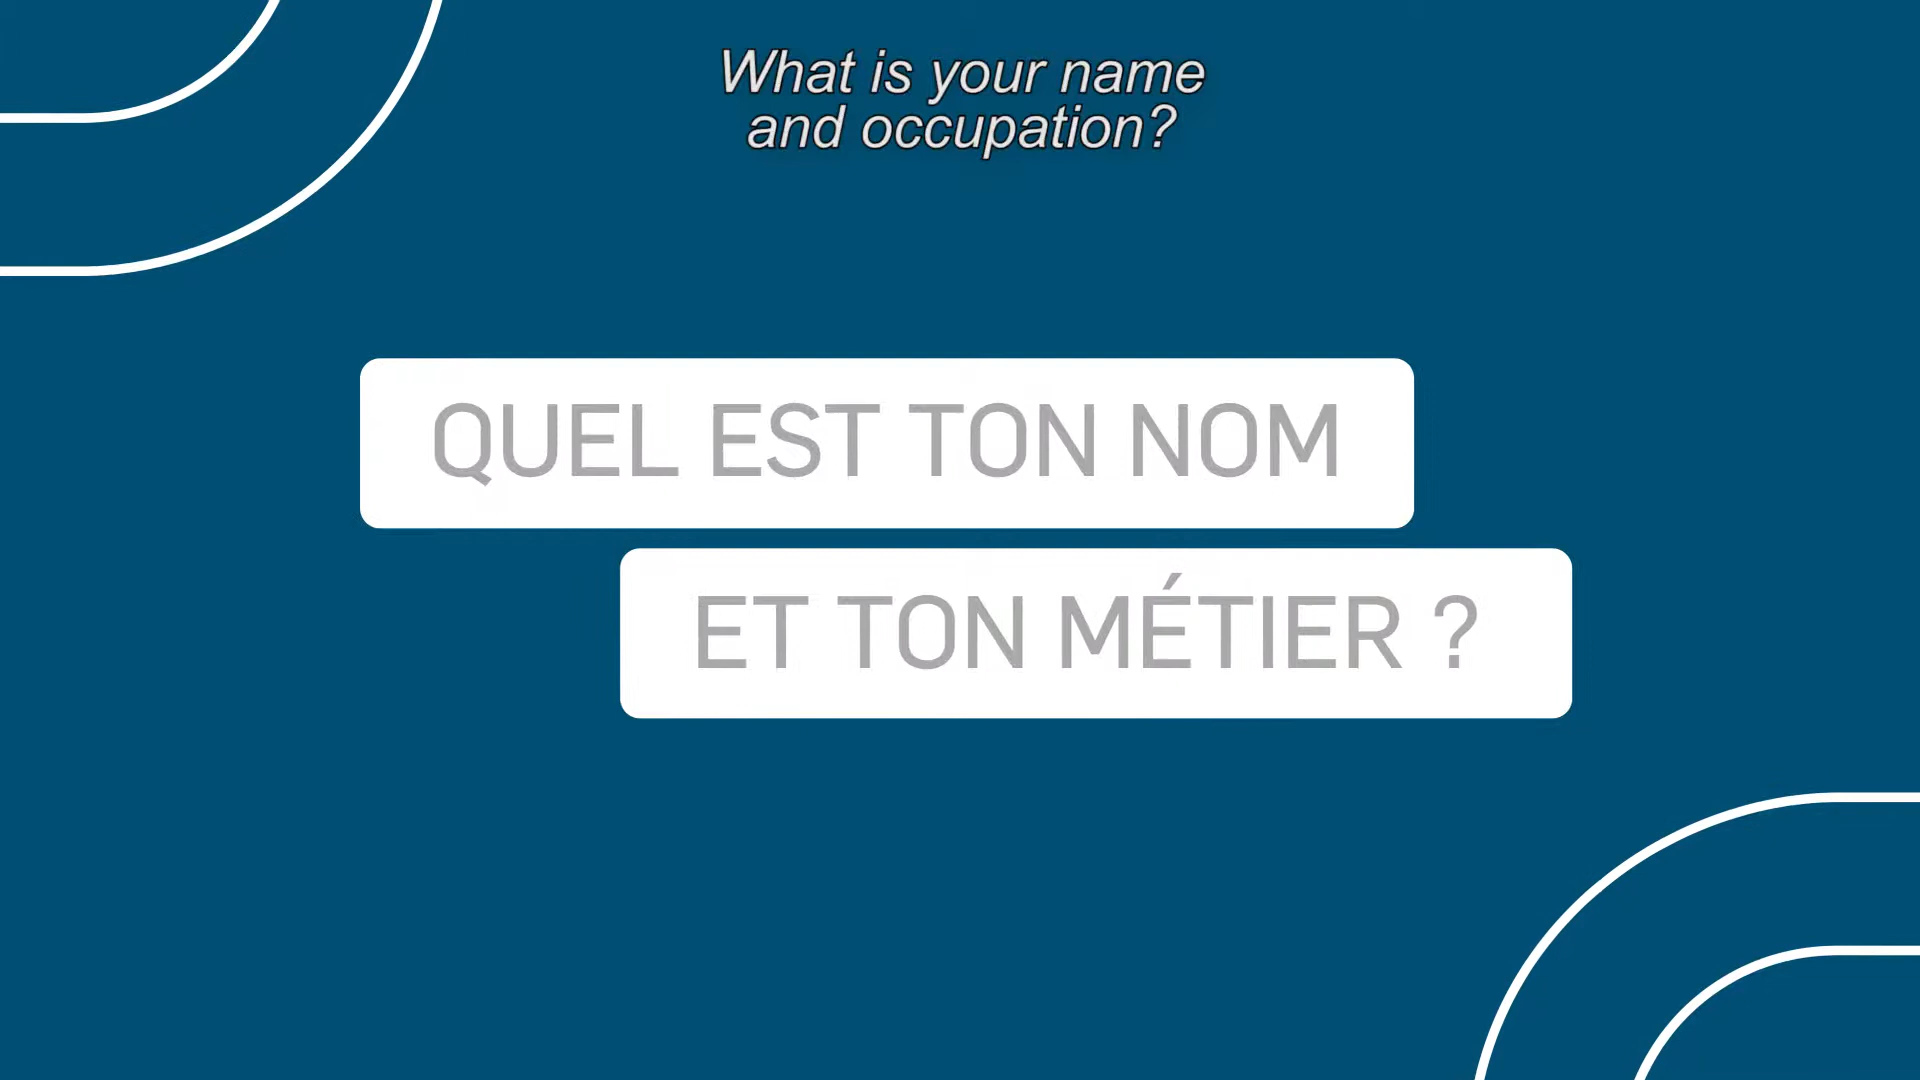 What is your name
and occupation?
QUEL EST TON NOM
ET TON MÉTIER ?